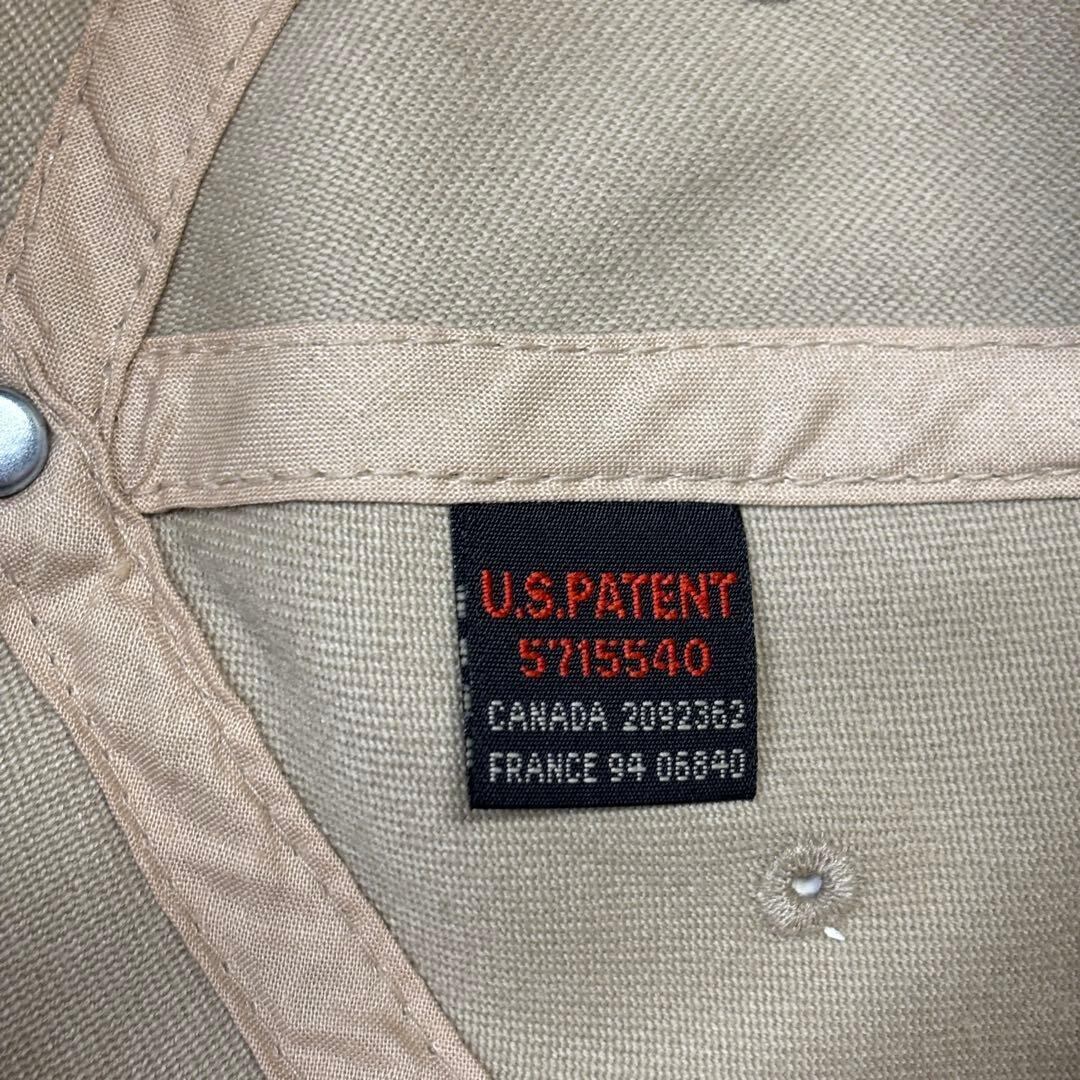 U.S.PATENT
5715540
CANADA 2092362
FRANCE 94 06840